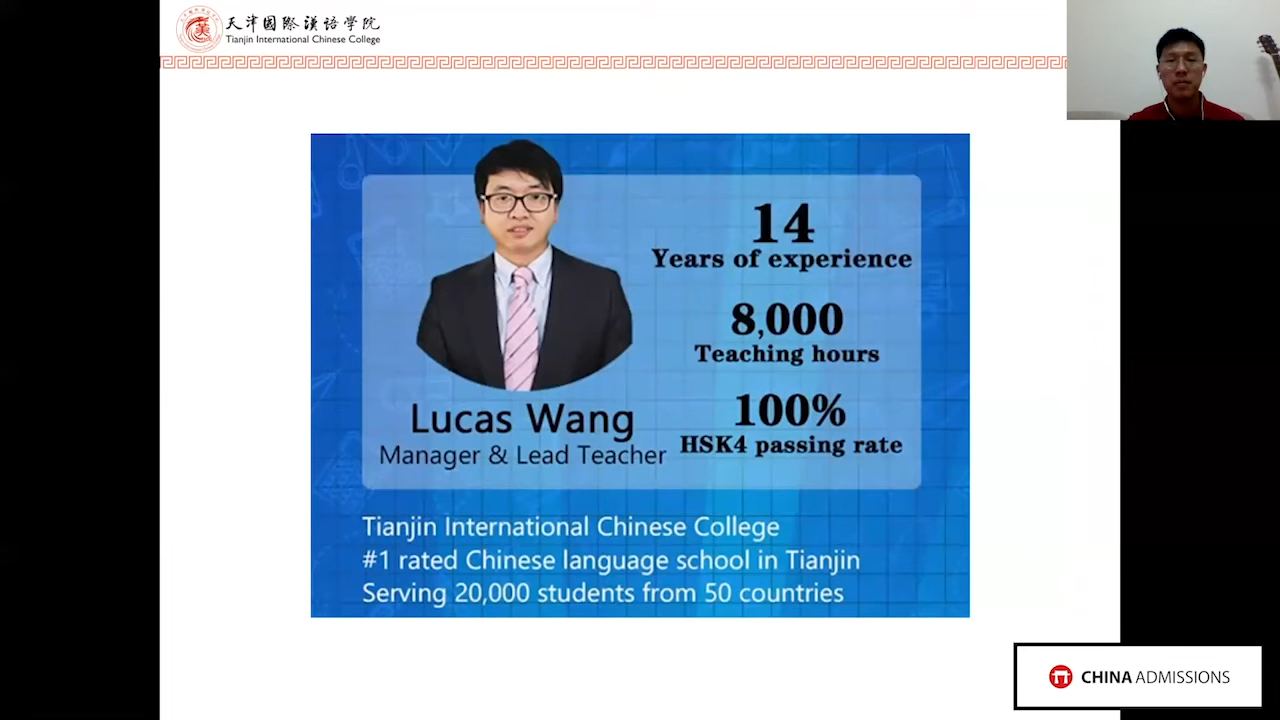 天津國際漢语学院
Tianjin International Chinese College
14
Years of experience
8,000
Teaching hours
100%
HSK4 passing rate
Lucas Wang
Manager & Lead Teacher
Tianjin International Chinese College
#1 rated Chinese language school in Tianjin
Serving 20,000 students from 50 countries
CHINA ADMISSIONS